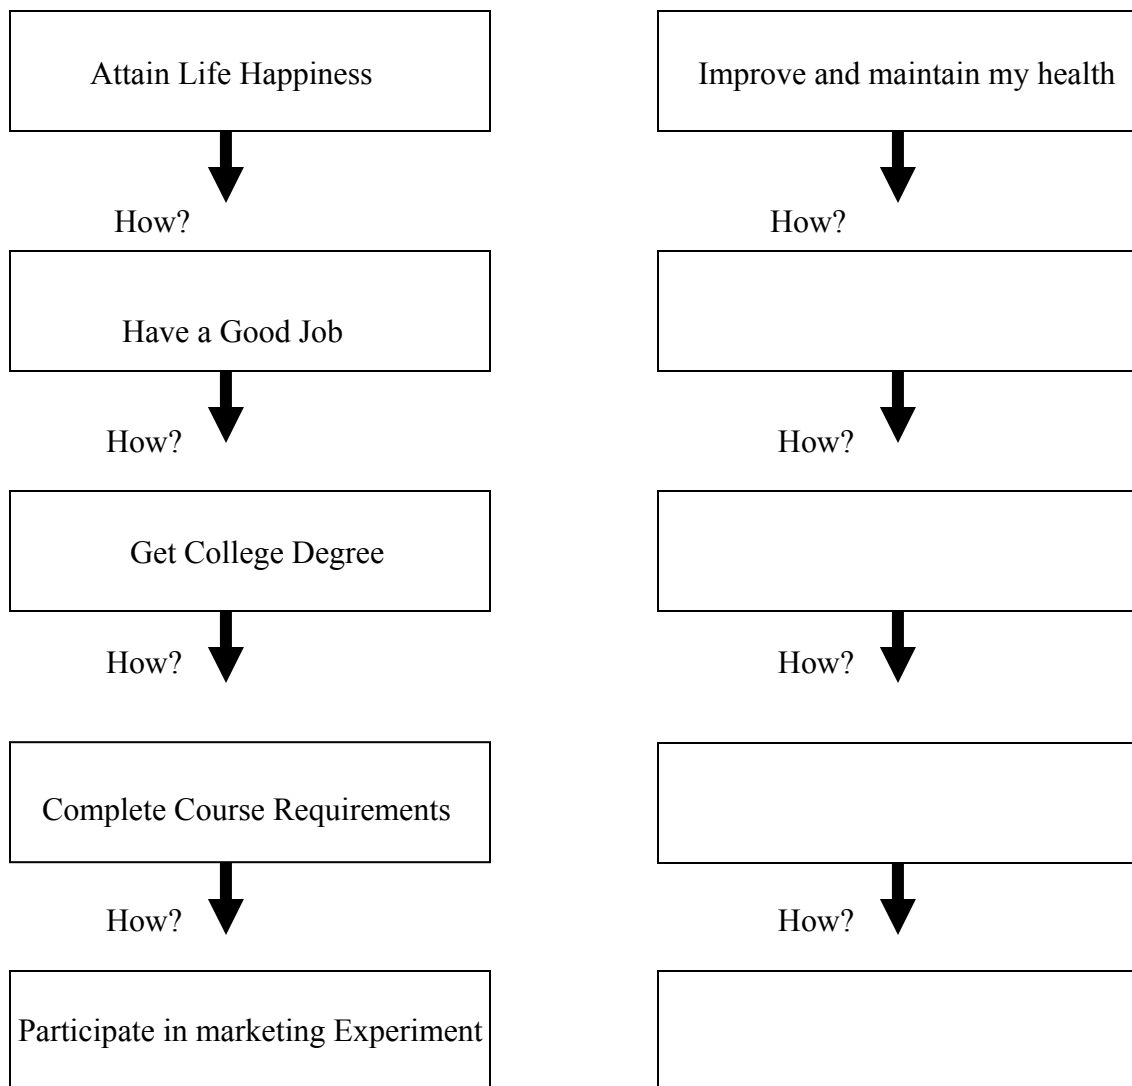 Attain Life Happiness
How?
Have a Good Job
How?
Get College Degree
How?
Complete Course Requirements
How?
Participate in marketing Experiment
Improve and maintain my health
How?
How?
How?
How?